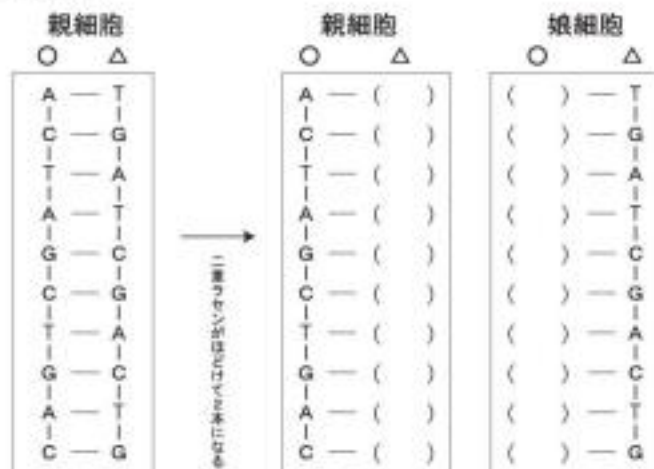 親細胞 親細胞 娘細胞
○ △ ○ △ ○ △
A — T A — ( ) ( ) — T
C — G C — ( ) ( ) — G
T — A T — ( ) ( ) — A
A — T A — ( ) ( ) — T
G — C G — ( ) ( ) — C
C — G C — ( ) ( ) — G
T — A T — ( ) ( ) — A
G — C G — ( ) ( ) — C
A — T A — ( ) ( ) — T
C — G C — ( ) ( ) — G
二重ラセンがほどけて2本になる